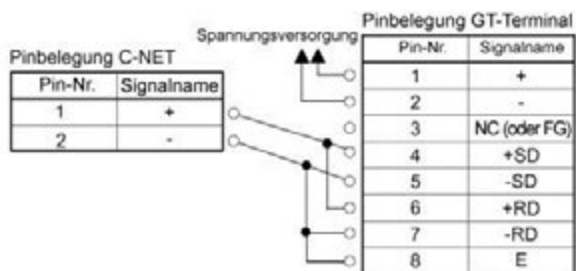 Pinbelegung GT-Terminal
Spannungsversorgung
Pin-Nr. Signalname
1 +
2 -
3 NC (oder FG)
4 +SD
5 -SD
6 +RD
7 -RD
8 E
Pinbelegung C-NET
Pin-Nr. Signalname
1 +
2 -